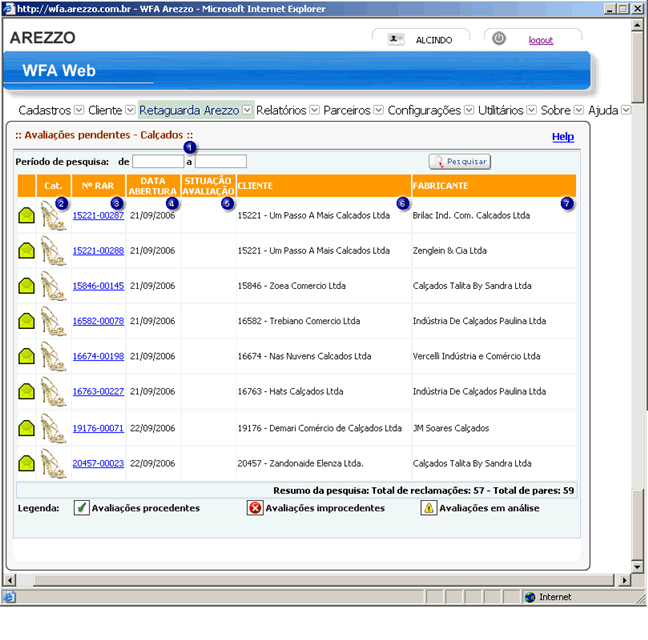 http://wfa.arezzo.com.br - WFA Arezzo - Microsoft Internet Explorer
AREZZO
ALCINDO
logout
WFA Web
Cadastros Cliente Retaguarda Arezzo Relatórios Parceiros Configurações Utilitários Sobre Ajuda
:: Avaliações pendentes - Calçados ::
Help
1
Período de pesquisa: de a Pesquisar
Cat. Nº RAR DATA ABERTURA SITUAÇÃO AVALIAÇÃO CLIENTE FABRICANTE
2 3 4 5 6 7
15221-00287 21/09/2006 15221 - Um Passo A Mais Calcados Ltda Brilac Ind. Com. Calcados Ltda
15221-00288 21/09/2006 15221 - Um Passo A Mais Calcados Ltda Zenglein & Cia Ltda
15846-00145 21/09/2006 15846 - Zoea Comercio Ltda Calçados Talita By Sandra Ltda
16582-00078 21/09/2006 16582 - Trebiano Comercio Ltda Indústria De Calçados Paulina Ltda
16674-00198 21/09/2006 16674 - Nas Nuvens Calcados Ltda Vercelli Indústria e Comércio Ltda
16763-00227 21/09/2006 16763 - Hats Calçados Ltda Indústria De Calçados Paulina Ltda
19176-00071 22/09/2006 19176 - Demari Comércio de Calçados Ltda JM Soares Calçados
20457-00023 22/09/2006 20457 - Zandonaide Elenza Ltda. Calçados Talita By Sandra Ltda
Resumo da pesquisa: Total de reclamações: 57 - Total de pares: 59
Legenda: Avaliações procedentes Avaliações improcedentes Avaliações em análise
Internet